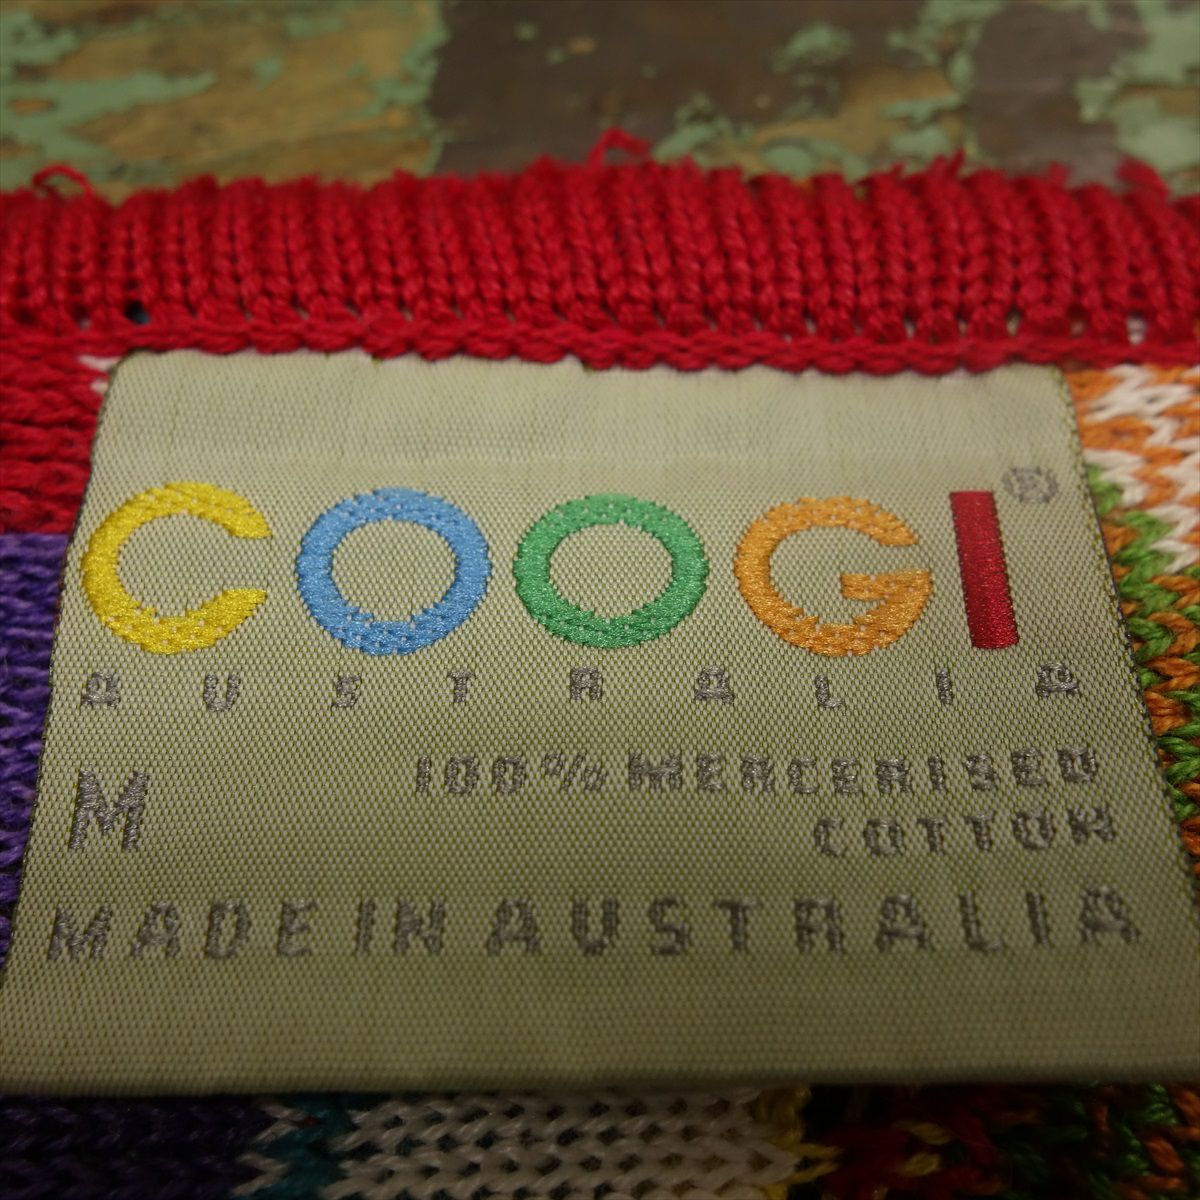 COOGI®
AUSTRALIA
M 100% MERCERISED
COTTON
MADE IN AUSTRALIA